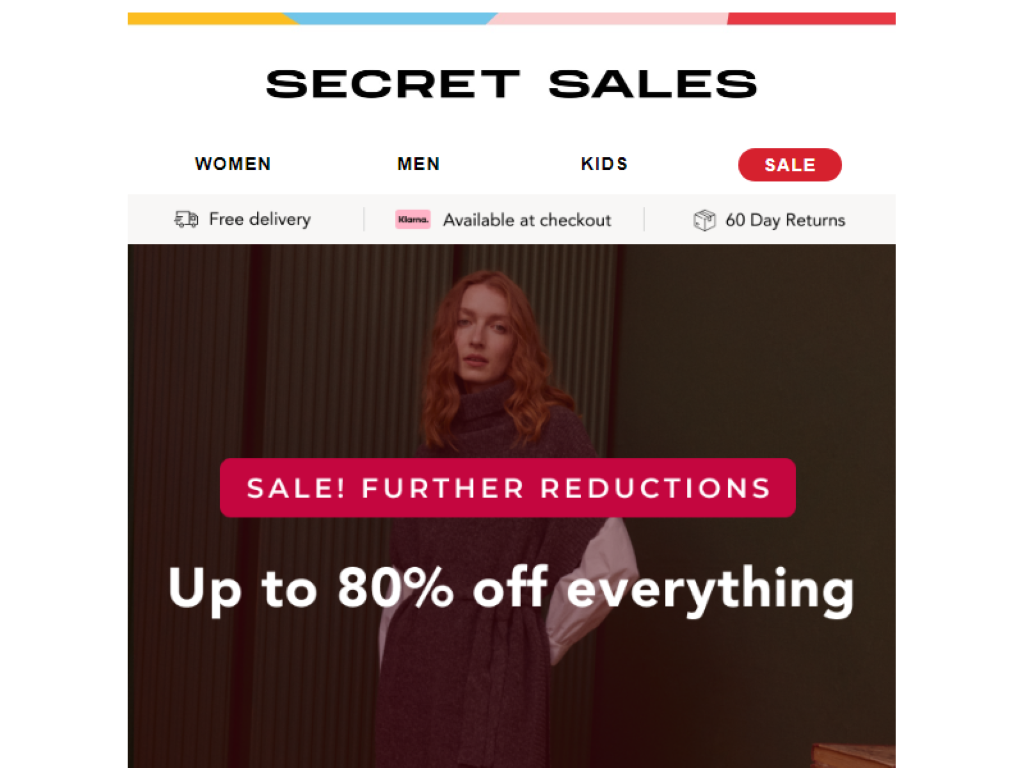 SECRET SALES
WOMEN MEN KIDS SALE
Free delivery Klarna. Available at checkout 60 Day Returns
SALE! FURTHER REDUCTIONS
Up to 80% off everything